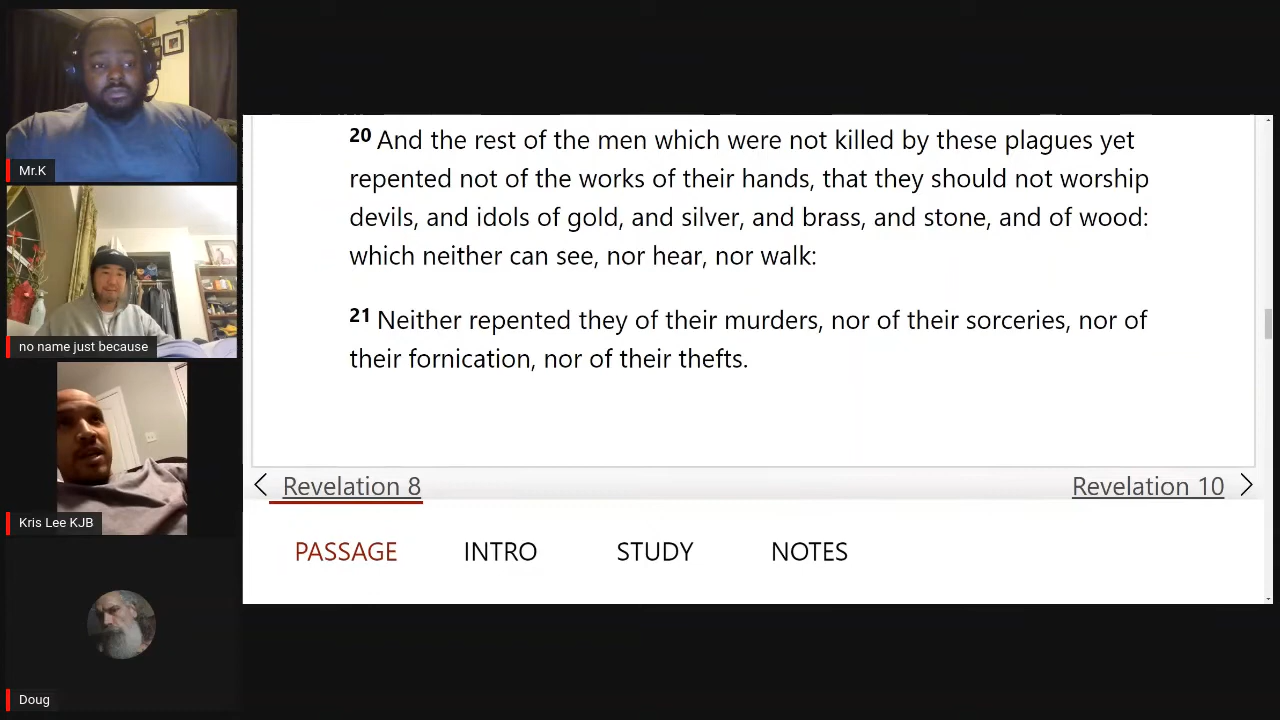 Mr.K
no name just because
Kris Lee KJB
Doug
20 And the rest of the men which were not killed by these plagues yet
repented not of the works of their hands, that they should not worship
devils, and idols of gold, and silver, and brass, and stone, and of wood:
which neither can see, nor hear, nor walk:
21 Neither repented they of their murders, nor of their sorceries, nor of
their fornication, nor of their thefts.
Revelation 8
Revelation 10
PASSAGE INTRO STUDY NOTES